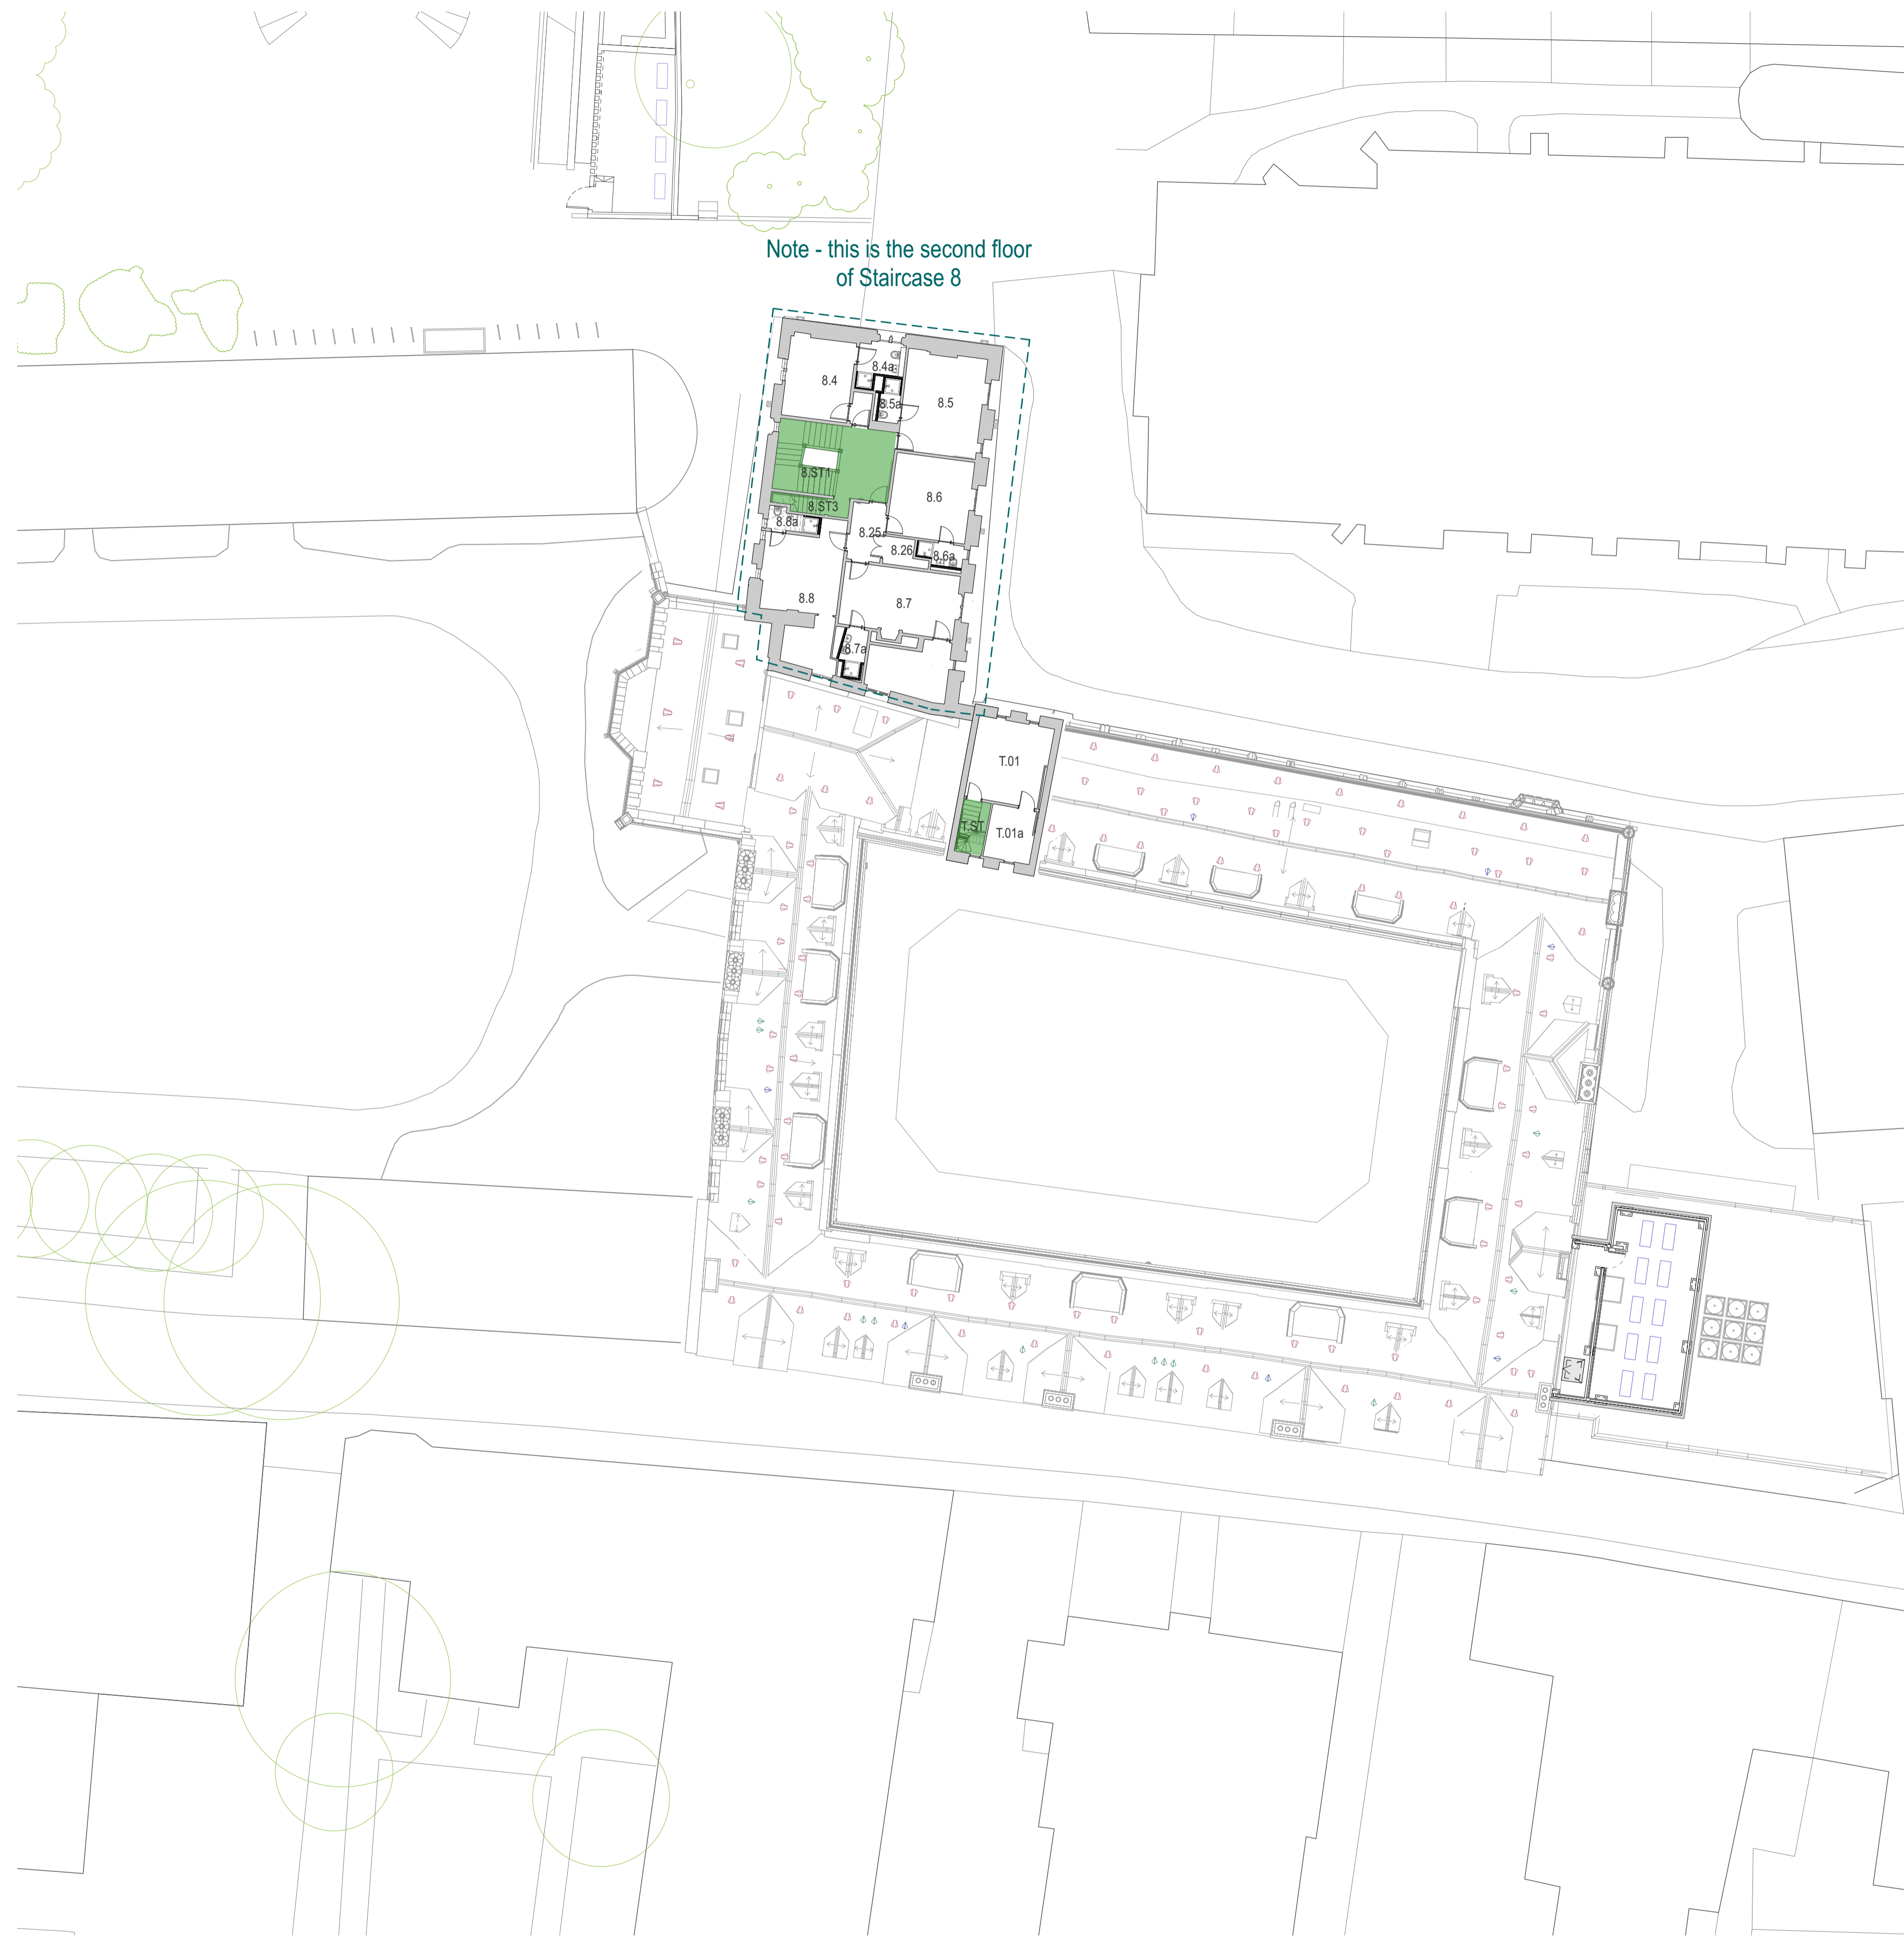 Note - this is the second floor
of Staircase 8
8.4
8.4a
8.5a
8.5
8.ST1
8.6
8.ST3
8.8a
8.25
8.26
8.6a
8.8
8.7
8.7a
T.01
T.ST
T.01a